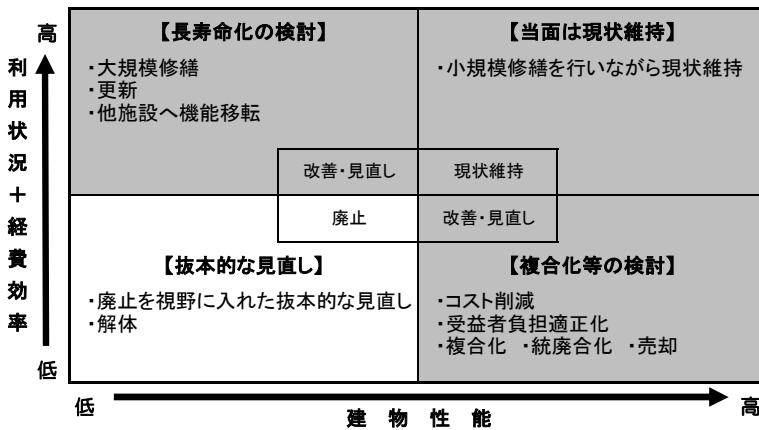 高
利用状況＋経費効率
低
【長寿命化の検討】
・大規模修繕
・更新
・他施設へ機能移転
【当面は現状維持】
・小規模修繕を行いながら現状維持
改善・見直し
現状維持
廃止
改善・見直し
【抜本的な見直し】
・廃止を視野に入れた抜本的な見直し
・解体
【複合化等の検討】
・コスト削減
・受益者負担適正化
・複合化 ・統廃合化 ・売却
低
建物性能
高